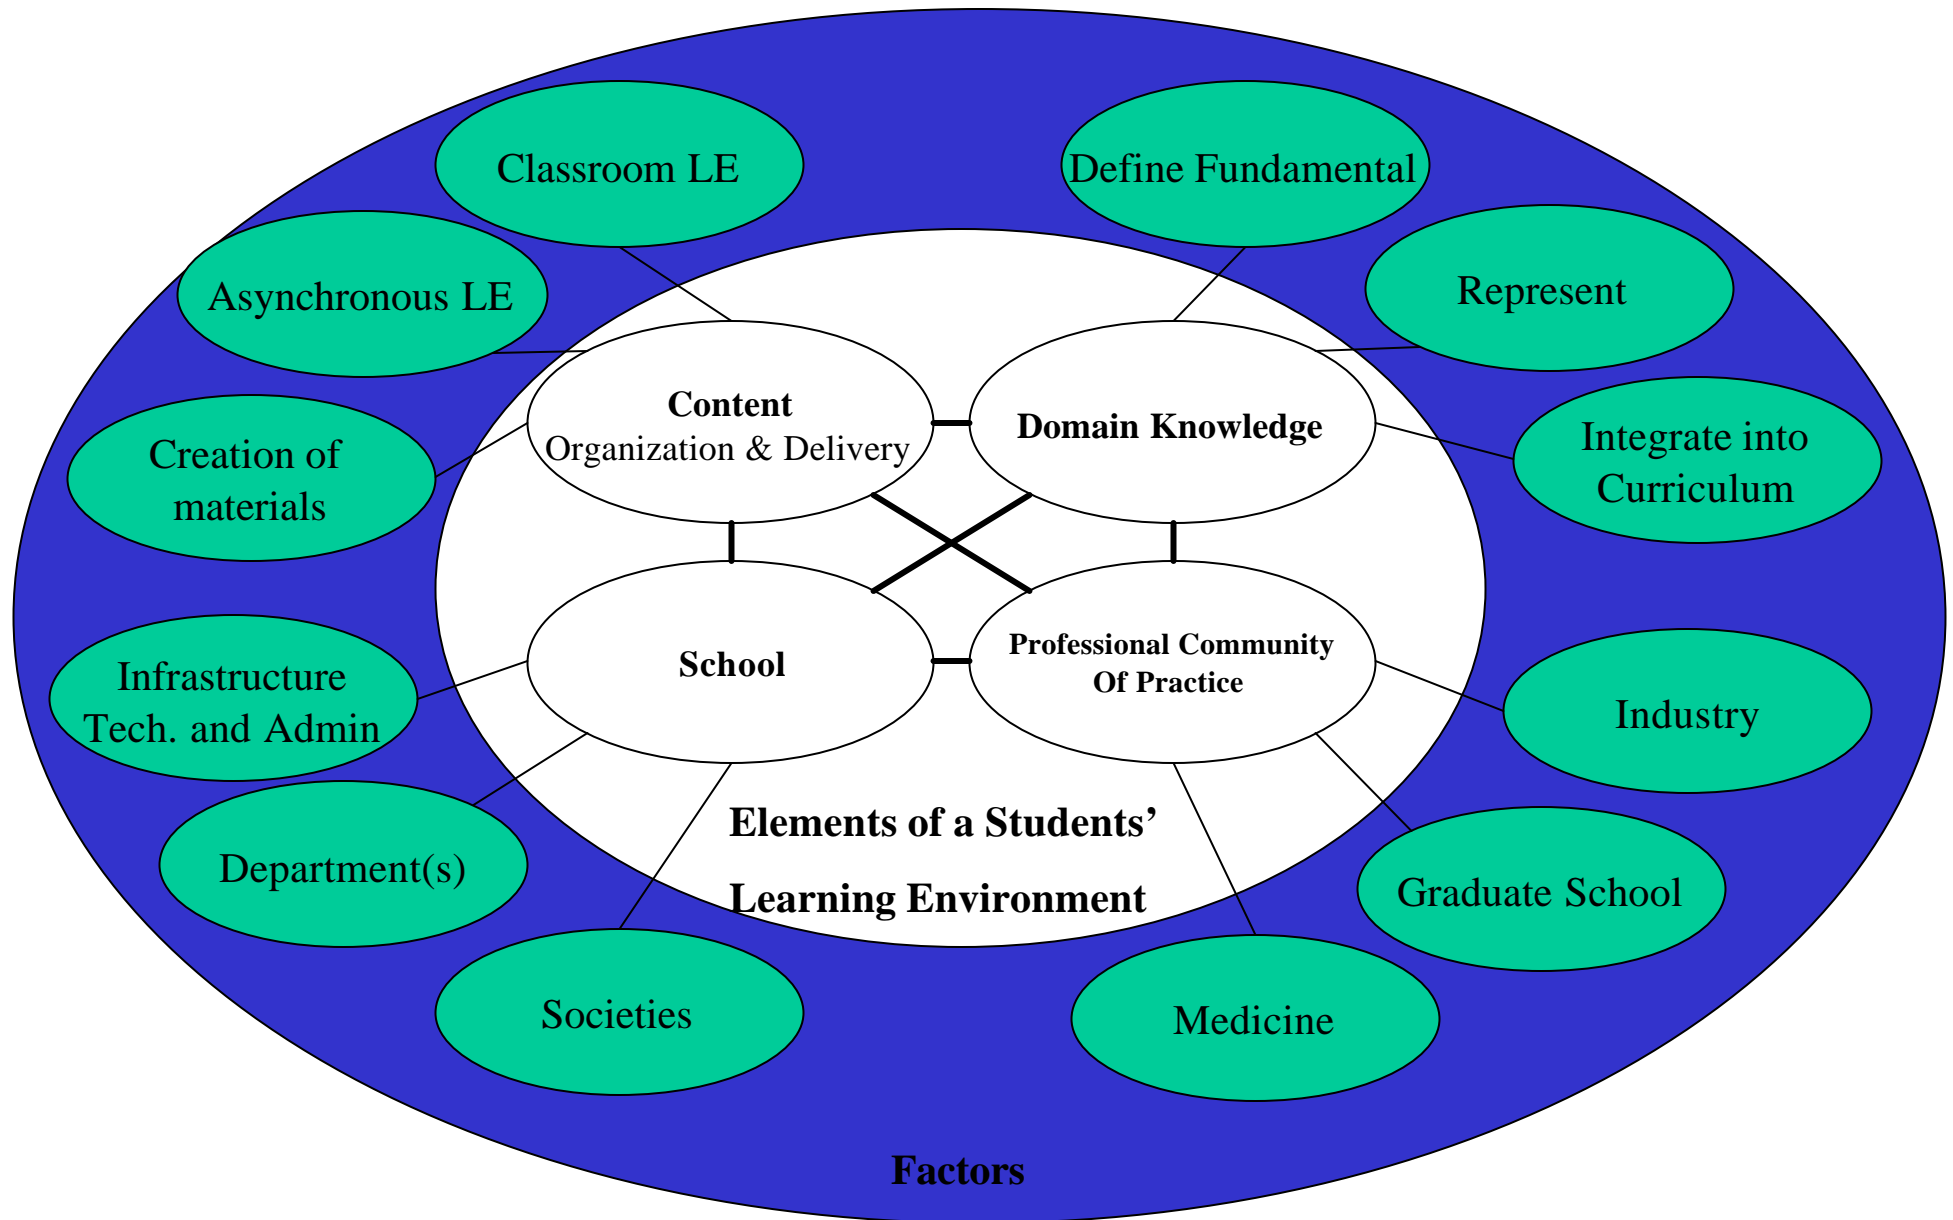 Classroom LE
Define Fundamental
Asynchronous LE
Represent
Content
Organization & Delivery
Domain Knowledge
Creation of
materials
Integrate into
Curriculum
Infrastructure
Tech. and Admin
School
Professional Community
Of Practice
Industry
Elements of a Students’
Learning Environment
Department(s)
Graduate School
Societies
Medicine
Factors